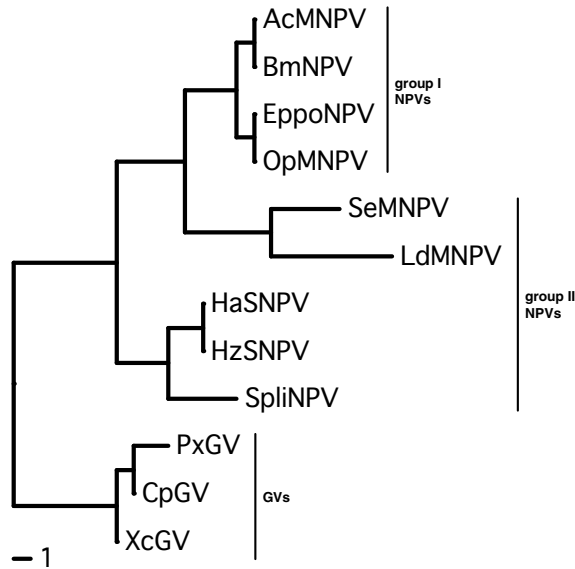 AcMNPV
BmNPV
group I
NPVs
EppoNPV
OpMNPV
SeMNPV
LdMNPV
group II
NPVs
HaSNPV
HzSNPV
SpliNPV
PxGV
CpGV
GVs
XcGV
1